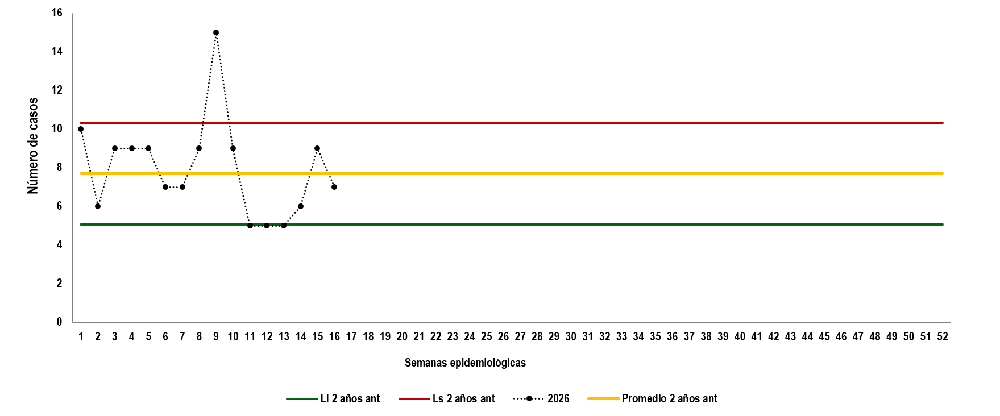 16
14
12
10
8
6
4
2
0
Número de casos
1 2 3 4 5 6 7 8 9 10 11 12 13 14 15 16 17 18 19 20 21 22 23 24 25 26 27 28 29 30 31 32 33 34 35 36 37 38 39 40 41 42 43 44 45 46 47 48 49 50 51 52
Semanas epidemiológicas
Li 2 años ant Ls 2 años ant 2026 Promedio 2 años ant